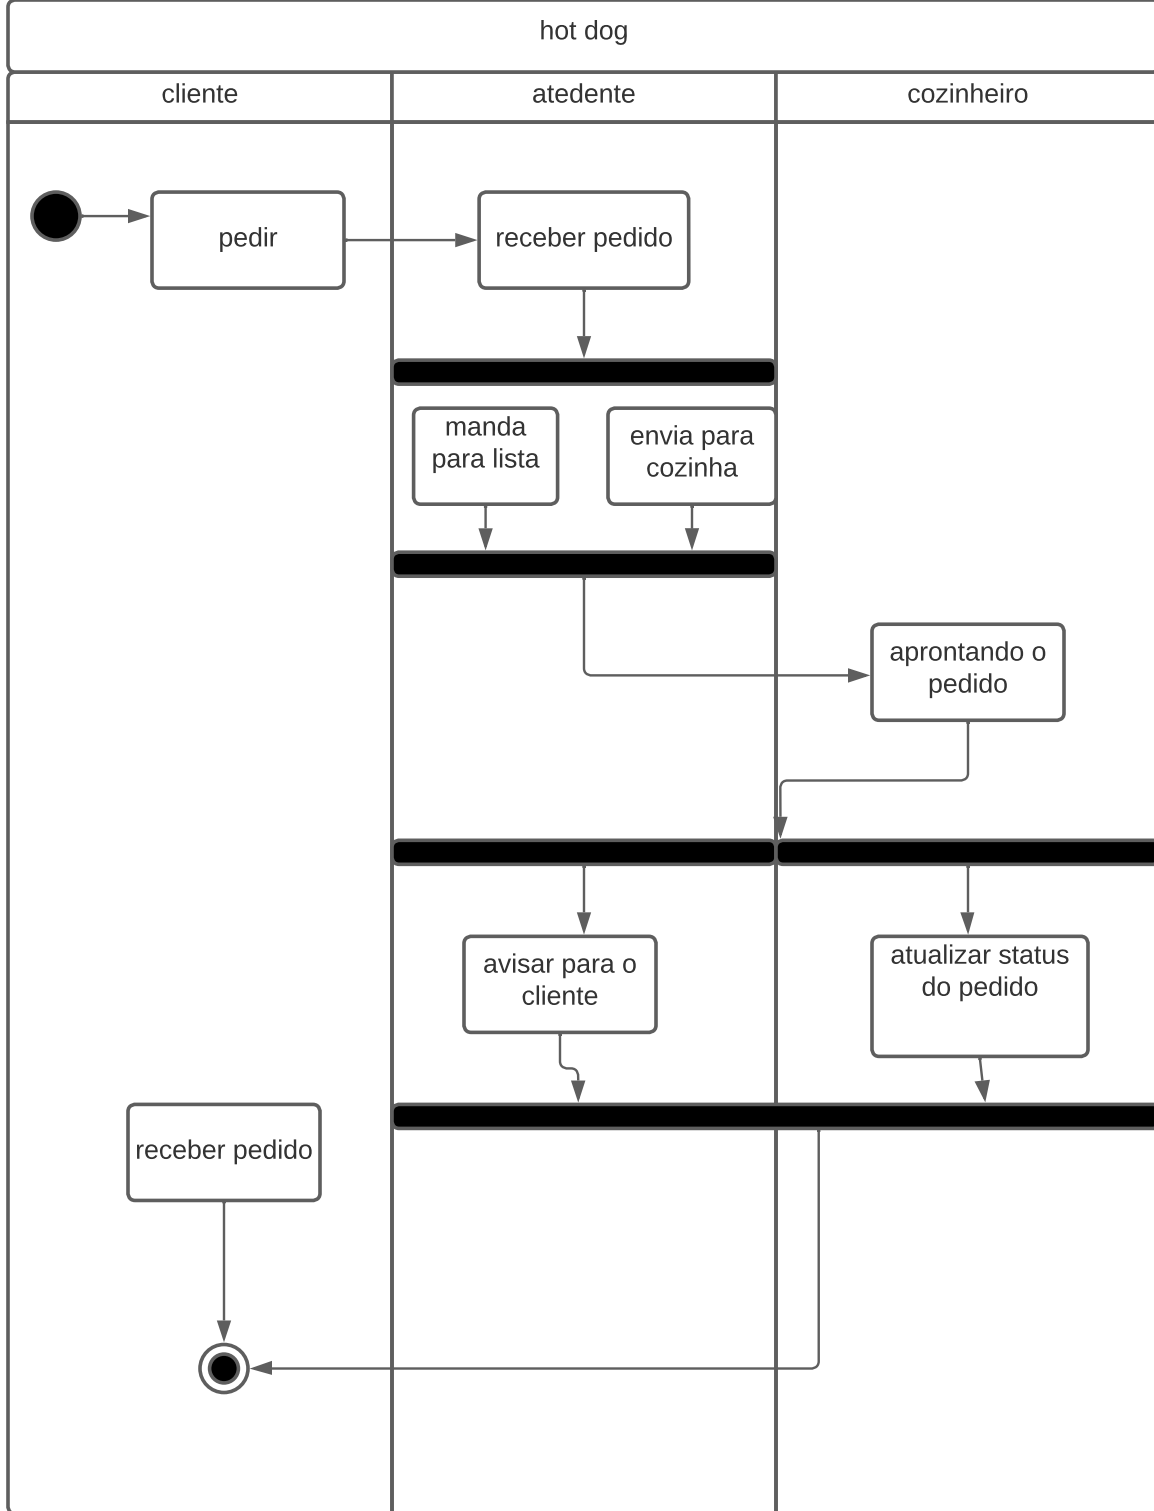 hot dog
cliente
atedente
cozinheiro
pedir
receber pedido
manda
para lista
envia para
cozinha
aprontando o
pedido
avisar para o
cliente
atualizar status
do pedido
receber pedido